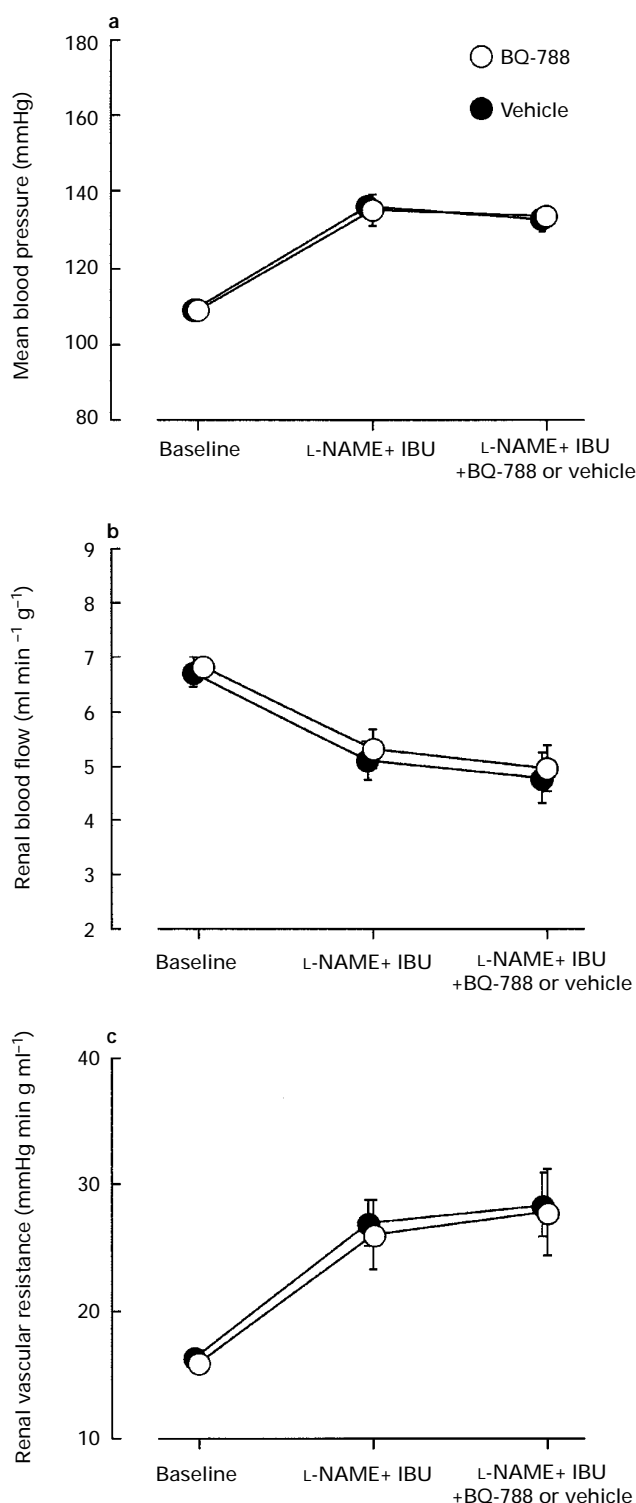 a
180
160
140
120
100
80
Mean blood pressure (mmHg)
BQ-788
Vehicle
Baseline
L-NAME+ IBU
L-NAME+ IBU
+BQ-788 or vehicle
b
9
8
7
6
5
4
3
2
Renal blood flow (ml min⁻¹ g⁻¹)
Baseline
L-NAME+ IBU
L-NAME+ IBU
+BQ-788 or vehicle
c
40
30
20
10
Renal vascular resistance (mmHg min g ml⁻¹)
Baseline
L-NAME+ IBU
L-NAME+ IBU
+BQ-788 or vehicle